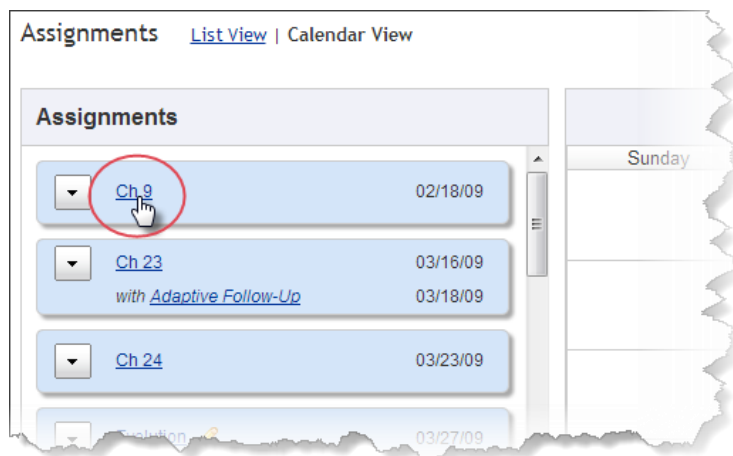 Assignments List View | Calendar View
Assignments
Sunday
Ch 9 02/18/09
Ch 23 03/16/09
with Adaptive Follow-Up 03/18/09
Ch 24 03/23/09
Evolution 03/27/09